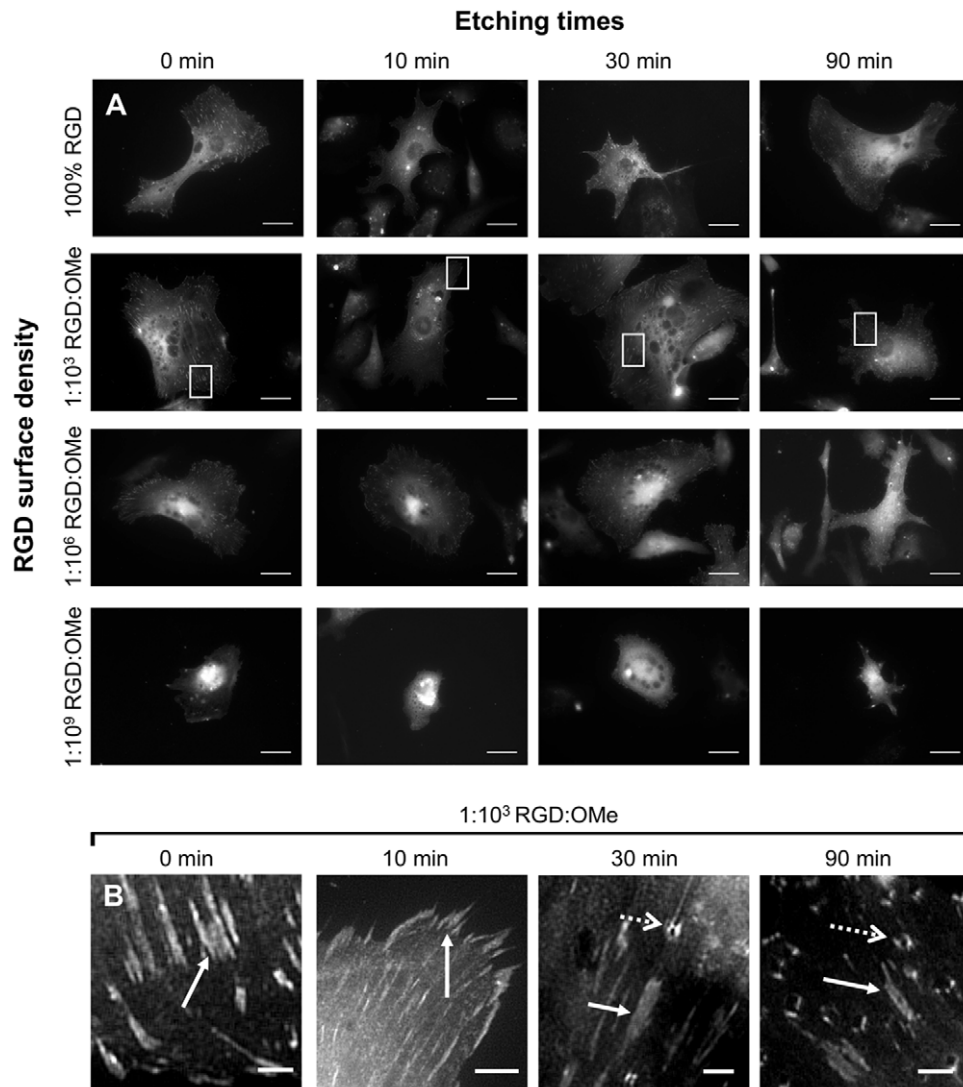 Etching times
0 min 10 min 30 min 90 min
RGD surface density
A
100% RGD
1:10³ RGD:OMe
1:10⁶ RGD:OMe
1:10⁹ RGD:OMe
1:10³ RGD:OMe
0 min 10 min 30 min 90 min
B